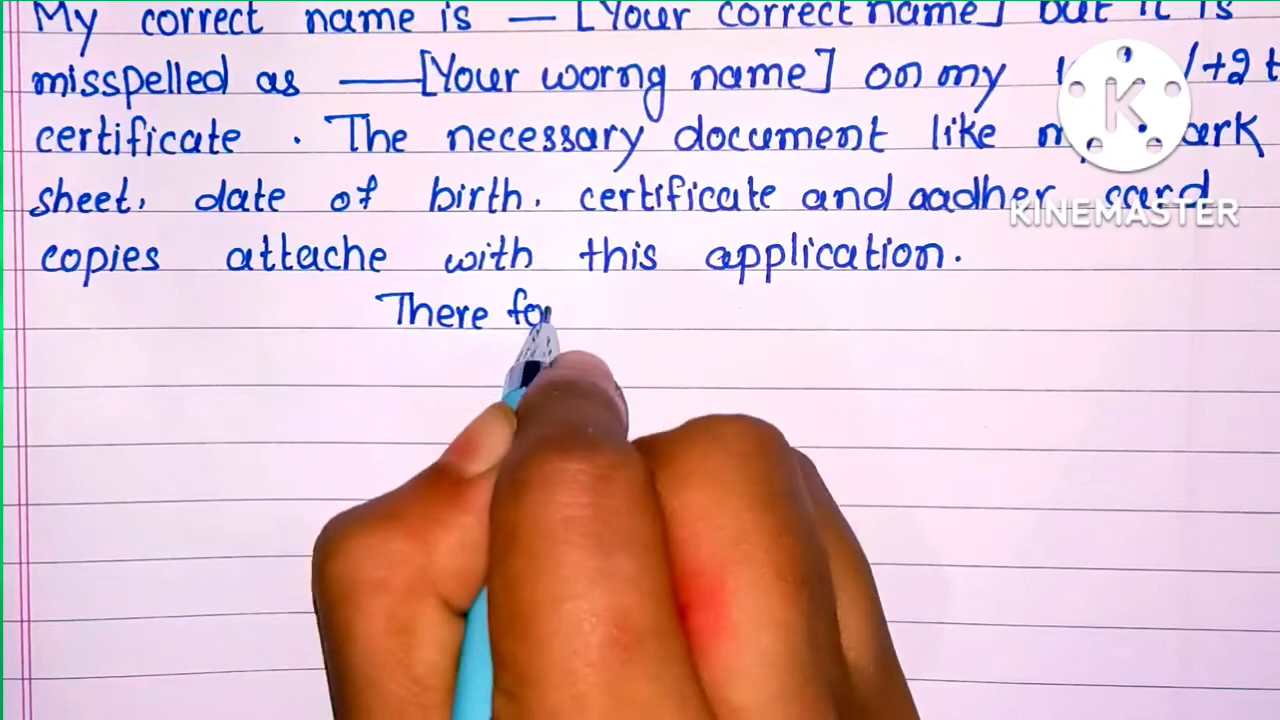 My correct name is — [Your correct name] but it is
misspelled as —[Your worng name] on my /+2 t
certificate . The necessary document like
sheet, date of birth, certificate and aadher card
KINEMASTER
copies attache with this application.
There for